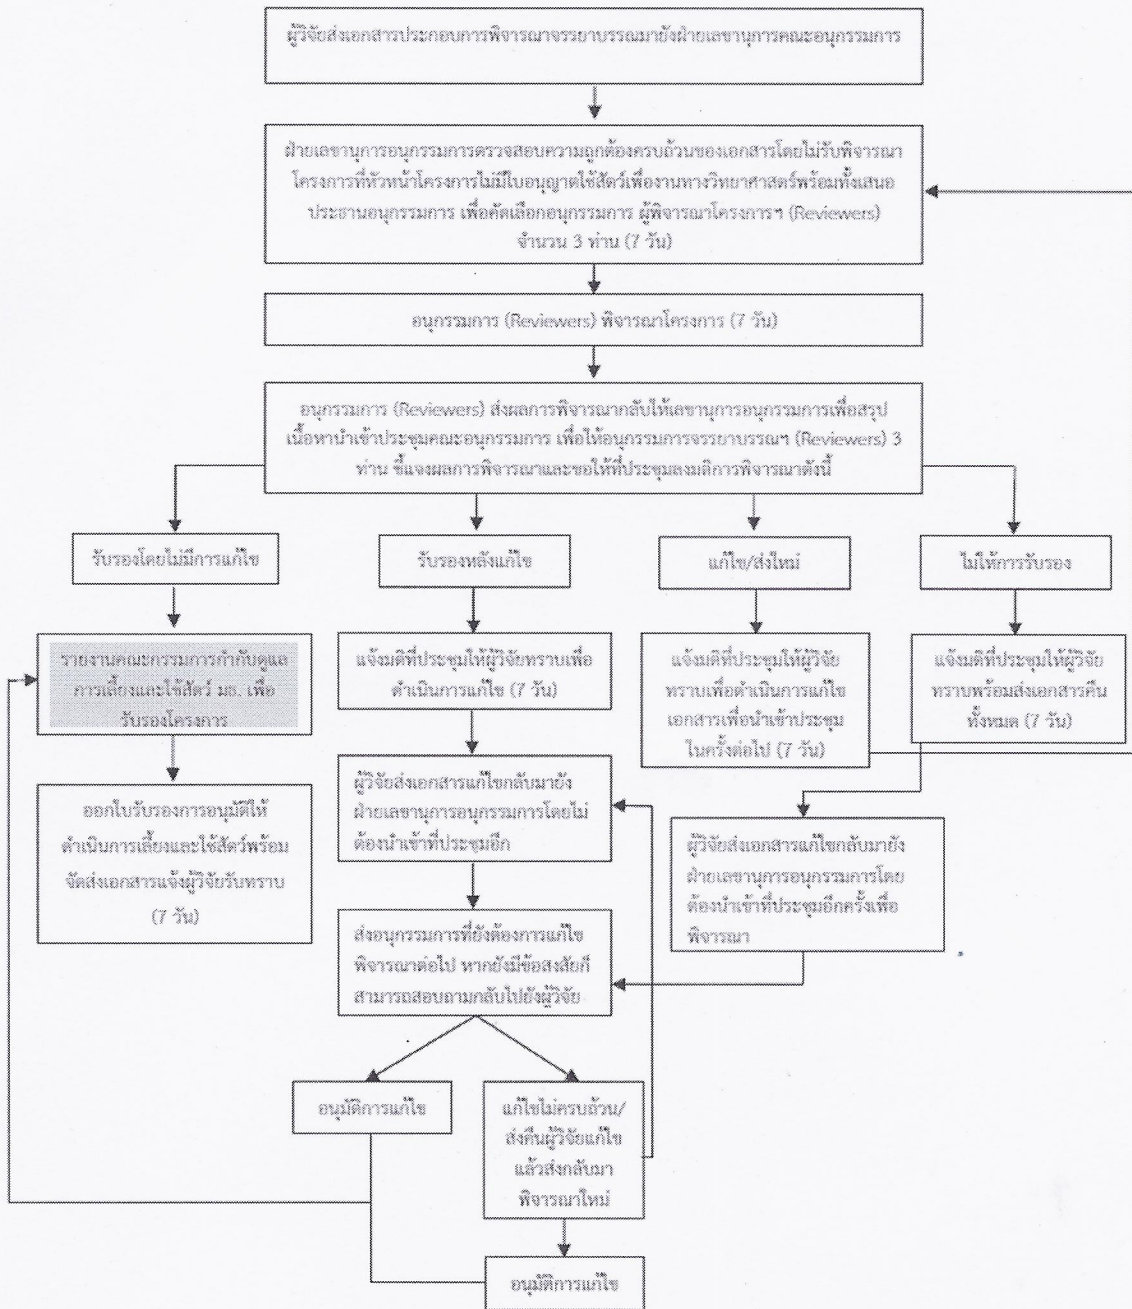 ผู้วิจัยส่งเอกสารประกอบการพิจารณาจรรยาบรรณมายังฝ่ายเลขานุการคณะอนุกรรมการ
ฝ่ายเลขานุการอนุกรรมการตรวจสอบความถูกต้องครบถ้วนของเอกสารโดยไม่รับพิจารณา
โครงการที่หัวหน้าโครงการไม่มีใบอนุญาตใช้สัตว์เพื่องานทางวิทยาศาสตร์พร้อมทั้งเสนอ
ประธานอนุกรรมการ เพื่อคัดเลือกอนุกรรมการ ผู้พิจารณาโครงการฯ (Reviewers)
จำนวน 3 ท่าน (7 วัน)
อนุกรรมการ (Reviewers) พิจารณาโครงการ (7 วัน)
อนุกรรมการ (Reviewers) ส่งผลการพิจารณากลับให้เลขานุการอนุกรรมการเพื่อสรุป
เนื้อหานำเข้าประชุมคณะอนุกรรมการ เพื่อให้อนุกรรมการจรรยาบรรณฯ (Reviewers) 3
ท่าน ชี้แจงผลการพิจารณาและขอให้ที่ประชุมลงมติการพิจารณาดังนี้
รับรองโดยไม่มีการแก้ไข
รับรองหลังแก้ไข
แก้ไข/ส่งใหม่
ไม่ให้การรับรอง
รายงานคณะกรรมการกำกับดูแล
การเลี้ยงและใช้สัตว์ มธ. เพื่อ
รับรองโครงการ
แจ้งมติที่ประชุมให้ผู้วิจัยทราบเพื่อ
ดำเนินการแก้ไข (7 วัน)
แจ้งมติที่ประชุมให้ผู้วิจัย
ทราบเพื่อดำเนินการแก้ไข
เอกสารเพื่อนำเข้าประชุม
ในครั้งต่อไป (7 วัน)
แจ้งมติที่ประชุมให้ผู้วิจัย
ทราบพร้อมส่งเอกสารคืน
ทั้งหมด (7 วัน)
ออกใบรับรองการอนุมัติให้
ดำเนินการเลี้ยงและใช้สัตว์พร้อม
จัดส่งเอกสารแจ้งผู้วิจัยรับทราบ
(7 วัน)
ผู้วิจัยส่งเอกสารแก้ไขกลับมายัง
ฝ่ายเลขานุการอนุกรรมการโดยไม่
ต้องนำเข้าที่ประชุมอีก
ผู้วิจัยส่งเอกสารแก้ไขกลับมายัง
ฝ่ายเลขานุการอนุกรรมการโดย
ต้องนำเข้าที่ประชุมอีกครั้งเพื่อ
พิจารณา
ส่งอนุกรรมการที่ยังต้องการแก้ไข
พิจารณาต่อไป หากยังมีข้อสงสัยก็
สามารถสอบถามกลับไปยังผู้วิจัย
อนุมัติการแก้ไข
แก้ไขไม่ครบถ้วน/
ส่งคืนผู้วิจัยแก้ไข
แล้วส่งกลับมา
พิจารณาใหม่
อนุมัติการแก้ไข